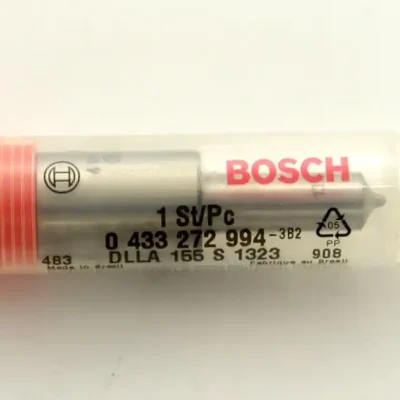 BOSCH
1 St/Pc
0 433 272 994 -3B2
05
PP
483 DLLA 155 S 1323 908
Made in Brazil Fabriqué au Brésil